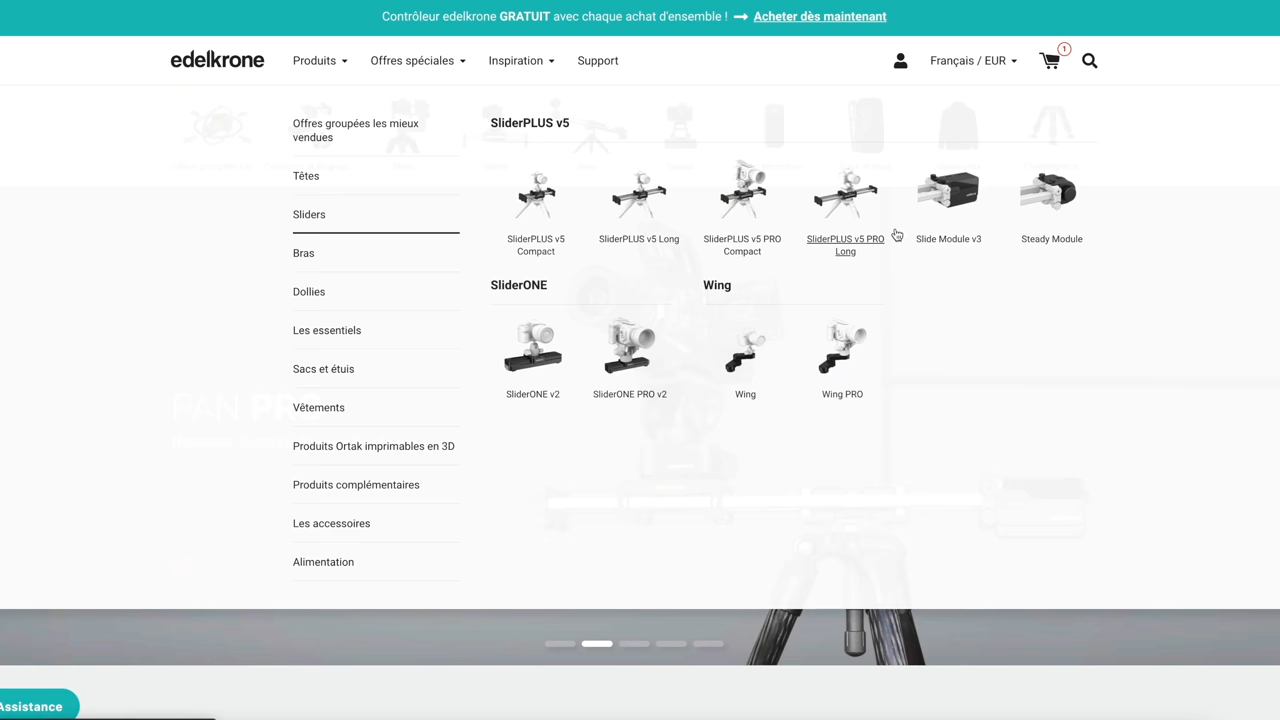 Contrôleur edelkrone GRATUIT avec chaque achat d'ensemble ! → Acheter dès maintenant
edelkrone
Produits
Offres spéciales
Inspiration
Support
Français / EUR
1
Offres groupées les mieux
vendues
Têtes
Sliders
Bras
Dollies
Les essentiels
Sacs et étuis
Vêtements
Produits Ortak imprimables en 3D
Produits complémentaires
Les accessoires
Alimentation
SliderPLUS v5
SliderPLUS v5
Compact
SliderPLUS v5 Long
SliderPLUS v5 PRO
Compact
SliderPLUS v5 PRO
Long
Slide Module v3
Steady Module
SliderONE
SliderONE v2
SliderONE PRO v2
Wing
Wing
Wing PRO
PAN PRO
Assistance